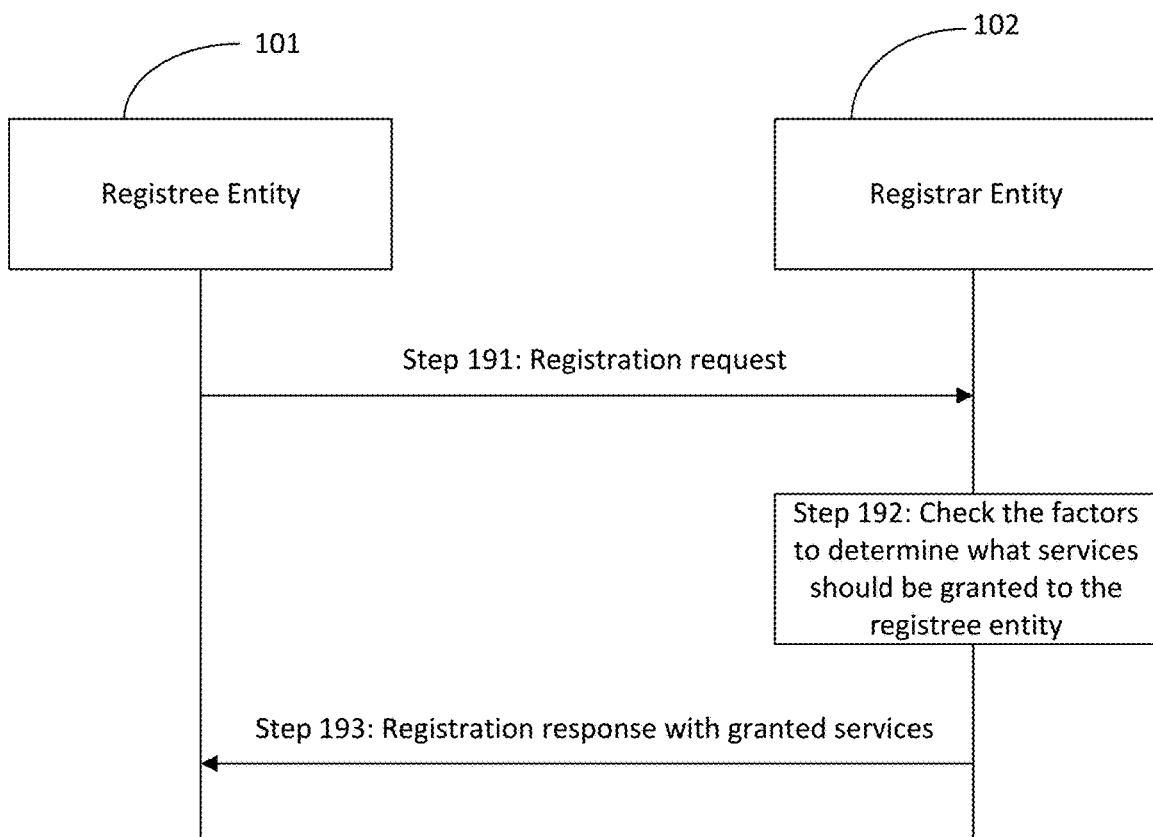 101
102
Registree Entity
Registrar Entity
Step 191: Registration request
Step 192: Check the factors
to determine what services
should be granted to the
registree entity
Step 193: Registration response with granted services